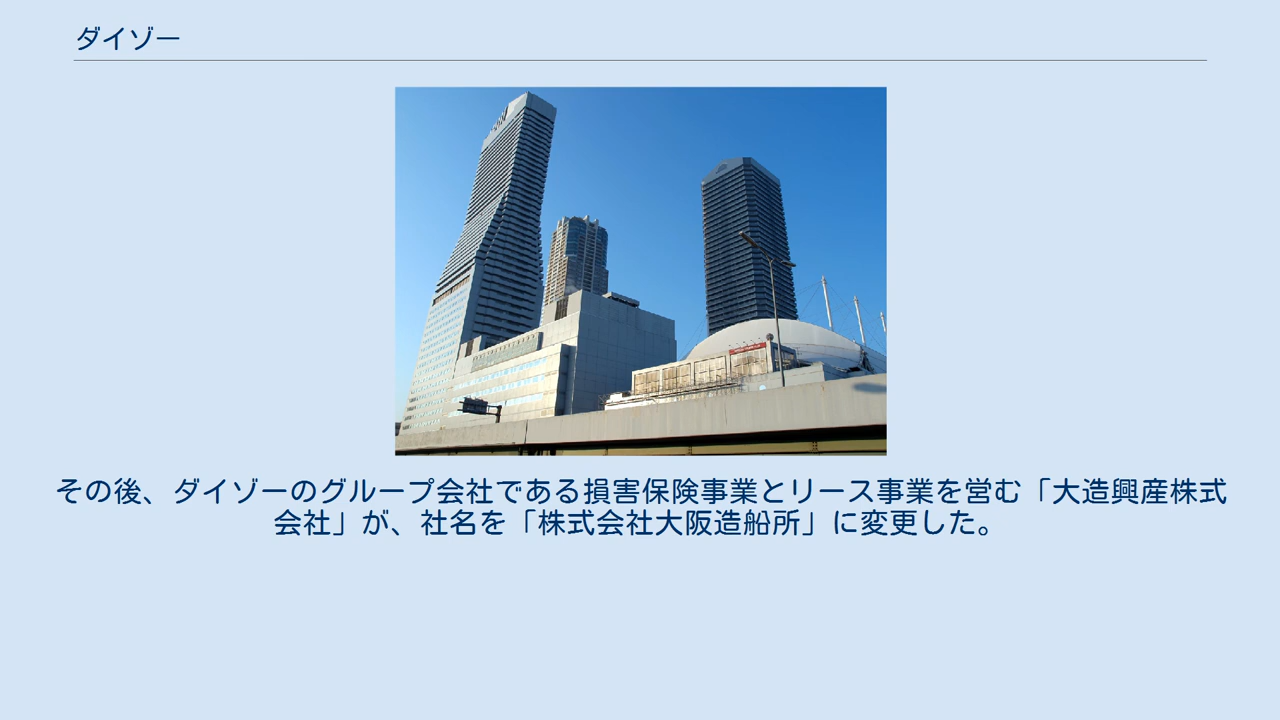 ダイゾー
その後、ダイゾーのグループ会社である損害保険事業とリース事業を営む「大造興産株式
会社」が、社名を「株式会社大阪造船所」に変更した。